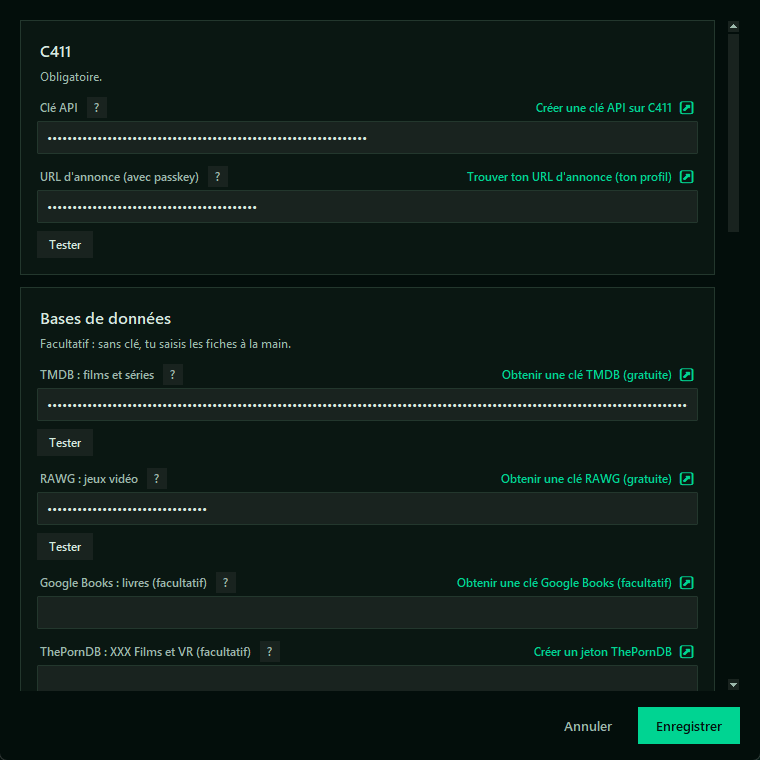 C411
Obligatoire.
Clé API ? Créer une clé API sur C411
••••••••••••••••••••••••••••••••••••••••••••••••••••••••••••••••
URL d'annonce (avec passkey) ? Trouver ton URL d'annonce (ton profil)
••••••••••••••••••••••••••••••••••••••••••
Tester
Bases de données
Facultatif : sans clé, tu saisis les fiches à la main.
TMDB : films et séries ? Obtenir une clé TMDB (gratuite)
••••••••••••••••••••••••••••••••••••••••••••••••••••••••••••••••••••••••••••••••••••••••••••••••••••••••••••••••••••••••••••••••
Tester
RAWG : jeux vidéo ? Obtenir une clé RAWG (gratuite)
••••••••••••••••••••••••••••••••
Tester
Google Books : livres (facultatif) ? Obtenir une clé Google Books (facultatif)
ThePornDB : XXX Films et VR (facultatif) ? Créer un jeton ThePornDB
Annuler Enregistrer